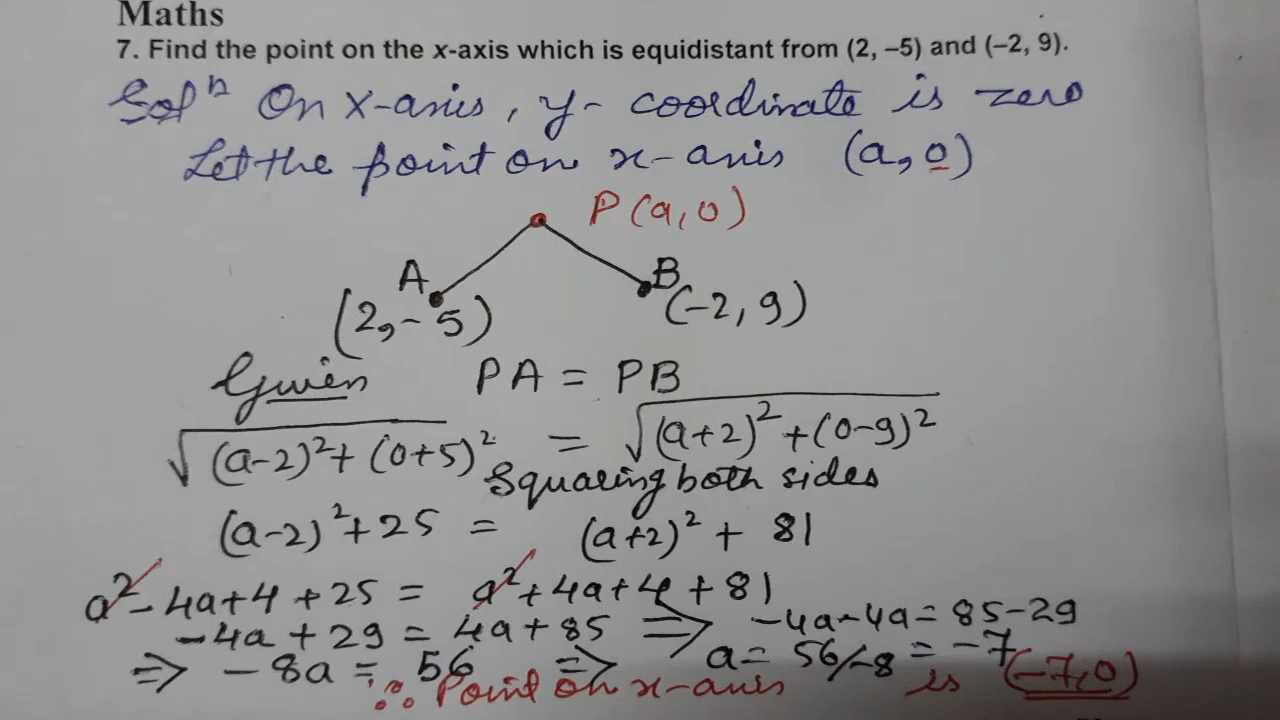 Maths
7. Find the point on the x-axis which is equidistant from (2, –5) and (–2, 9).
Solⁿ On X-axis, y- coordinate is zero
Let the point on x-axis (a, 0)
P(a, 0)
A
B
(2, -5)
(-2, 9)
Given PA = PB
√(a-2)²+(0+5)² = √(a+2)²+(0-9)²
Squaring both sides
(a-2)²+25 = (a+2)² + 81
a²-4a+4+25 = a²+4a+4+81
-4a+29 = 4a+85 ⇒ -4a-4a = 85-29
⇒ -8a = 56 ⇒ a = 56/-8 = -7
∴ Point on x-axis is (-7,0)